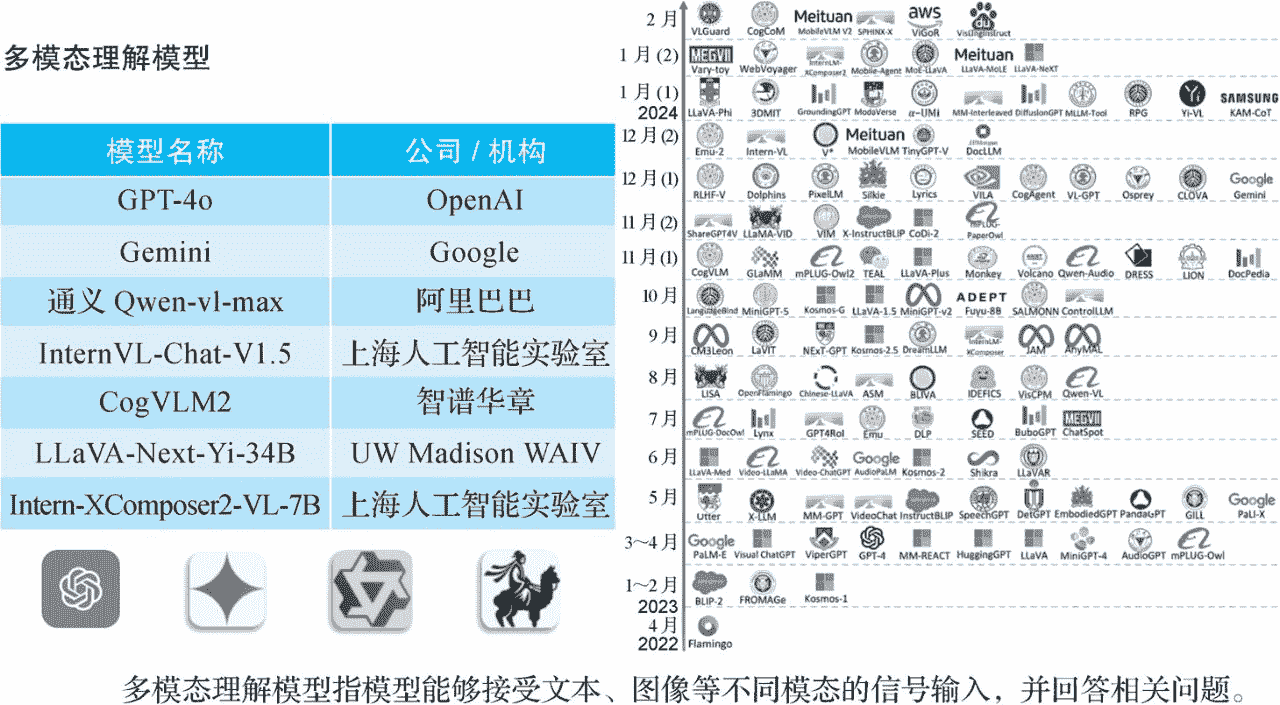 多模态理解模型
模型名称 公司/机构
GPT-4o OpenAI
Gemini Google
通义 Qwen-vl-max 阿里巴巴
InternVL-Chat-V1.5 上海人工智能实验室
CogVLM2 智谱华章
LLaVA-Next-Yi-34B UW Madison WAIV
Intern-XComposer2-VL-7B 上海人工智能实验室
2月
Meituan aws
VLGuard CogCoM MobileVLM V2 SPHINX-X ViGoR VisLingInstruct
1月(2)
MEGVII Meituan
Vary-toy WebVoyager InternLM-XComposer2 Mobile-Agent MoE-LLaVA LLaVA-MoLE LLaVA-NeXT
1月(1)
2024
SAMSUNG
LLaVA-Phi 3DMIT GroundingGPT ModaVerse α-UMi MM-Interleaved DiffusionGPT MLLM-Tool RPG Yi-VL KAM-CoT
12月(2)
Meituan
Emu-2 Intern-VL V* MobileVLM TinyGPT-V DocLLM
12月(1)
Google
RLHF-V Dolphins PixelLM Silkie Lyrics VILA CogAgent VL-GPT Osprey CLOVA Gemini
11月(2)
ShareGPT4V LLaMA-VID VIM X-InstructBLIP CoDi-2 mPLUG-PaperOwl
11月(1)
CogVLM GLaMM mPLUG-Owl2 TEAL LLaVA-Plus Monkey Volcano Qwen-Audio DRESS LION DocPedia
10月
ADEPT
LanguageBind MiniGPT-5 Kosmos-G LLaVA-1.5 MiniGPT-v2 Fuyu-8B SALMONN ControlLLM
9月
CM3Leon LaVIT NExT-GPT Kosmos-2.5 DreamLLM InternLM-XComposer JAM AnyMAL
8月
LISA OpenFlamingo Chinese-LLaVA ASM BLIVA IDEFICS VisCPM Qwen-VL
7月
MEGVII
mPLUG-DocOwl Lynx GPT4RoI Emu DLP SEED BuboGPT ChatSpot
6月
Google
LLaVA-Med Video-LLaMA Video-ChatGPT AudioPaLM Kosmos-2 Shikra LLaVAR
5月
Google
Utter X-LLM MM-GPT VideoChat InstructBLIP SpeechGPT DetGPT EmbodiedGPT PandaGPT GILL PaLI-X
3～4月
Google
PaLM-E Visual ChatGPT ViperGPT GPT-4 MM-REACT HuggingGPT LLaVA MiniGPT-4 AudioGPT mPLUG-Owl
1～2月
2023
BLIP-2 FROMAGe Kosmos-1
4月
2022
Flamingo
多模态理解模型指模型能够接受文本、图像等不同模态的信号输入，并回答相关问题。